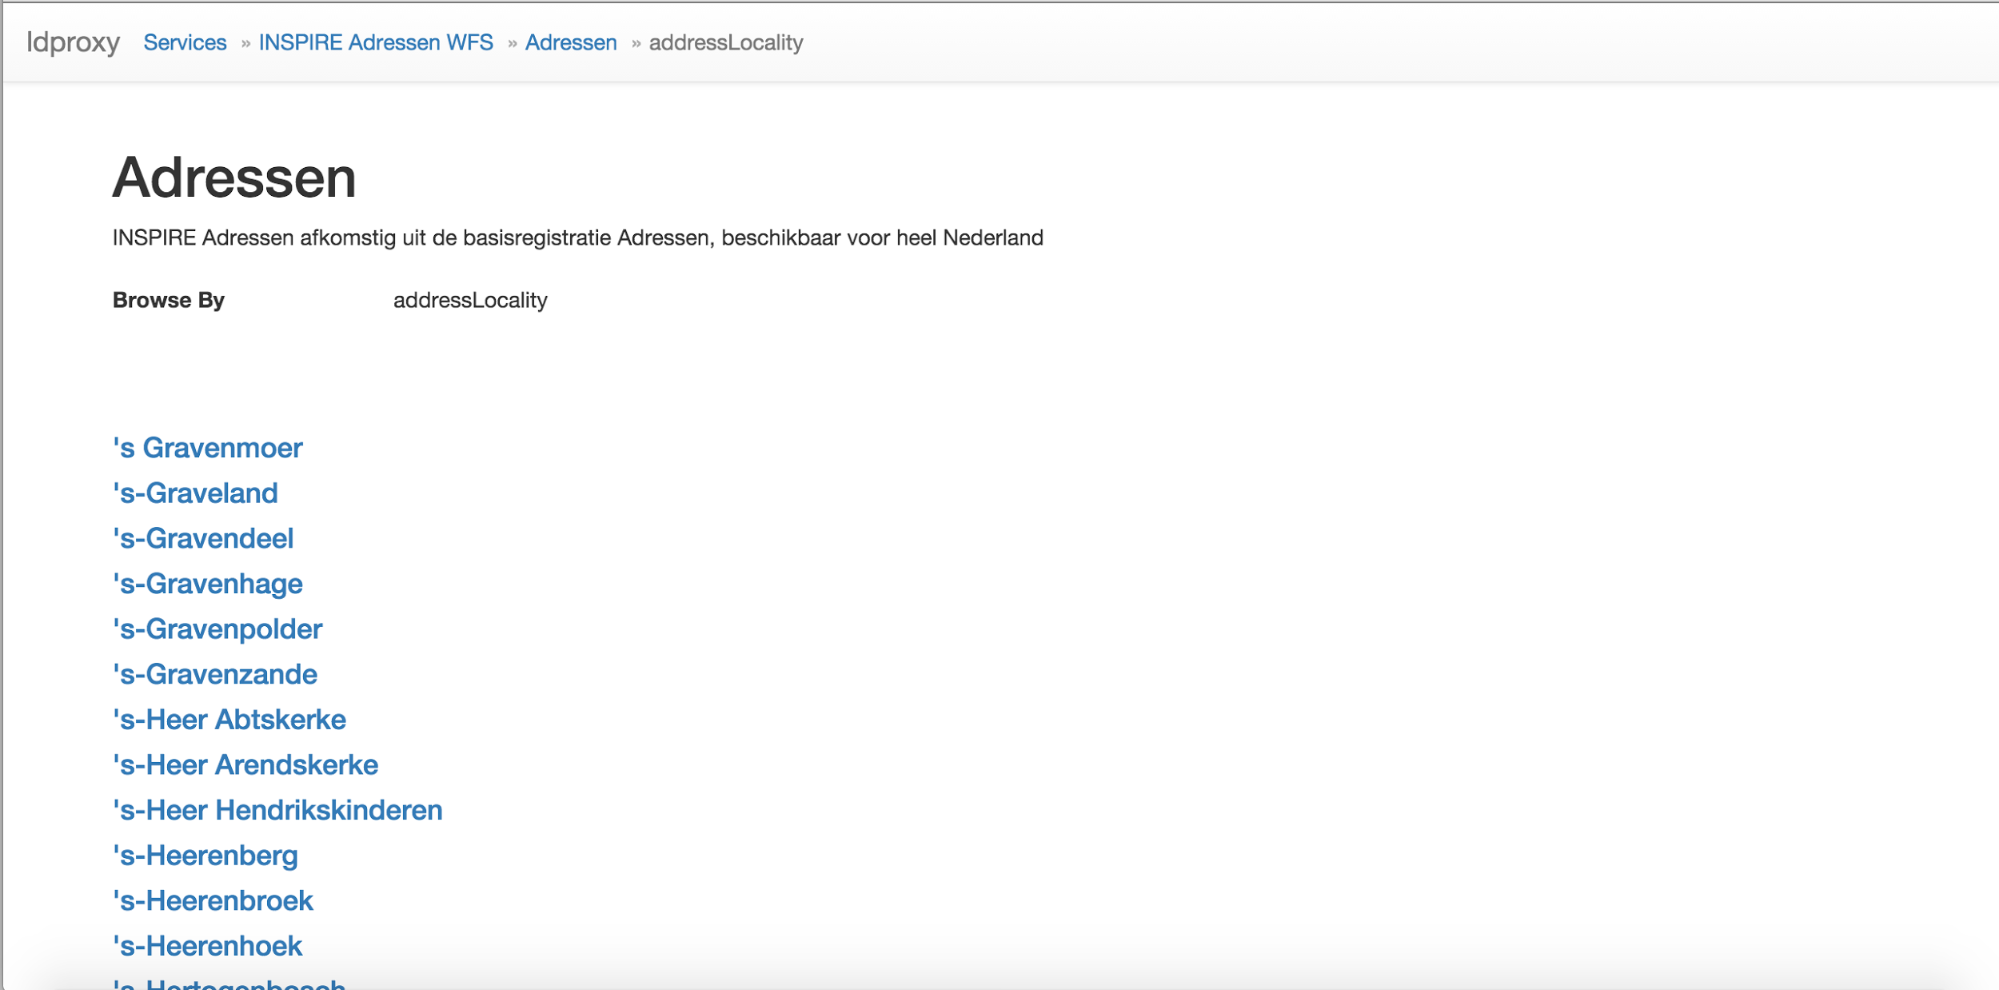 ldproxy Services » INSPIRE Adressen WFS » Adressen » addressLocality
Adressen
INSPIRE Adressen afkomstig uit de basisregistratie Adressen, beschikbaar voor heel Nederland
Browse By addressLocality
's Gravenmoer
's-Graveland
's-Gravendeel
's-Gravenhage
's-Gravenpolder
's-Gravenzande
's-Heer Abtskerke
's-Heer Arendskerke
's-Heer Hendrikskinderen
's-Heerenberg
's-Heerenbroek
's-Heerenhoek
's-Hertogenbosch